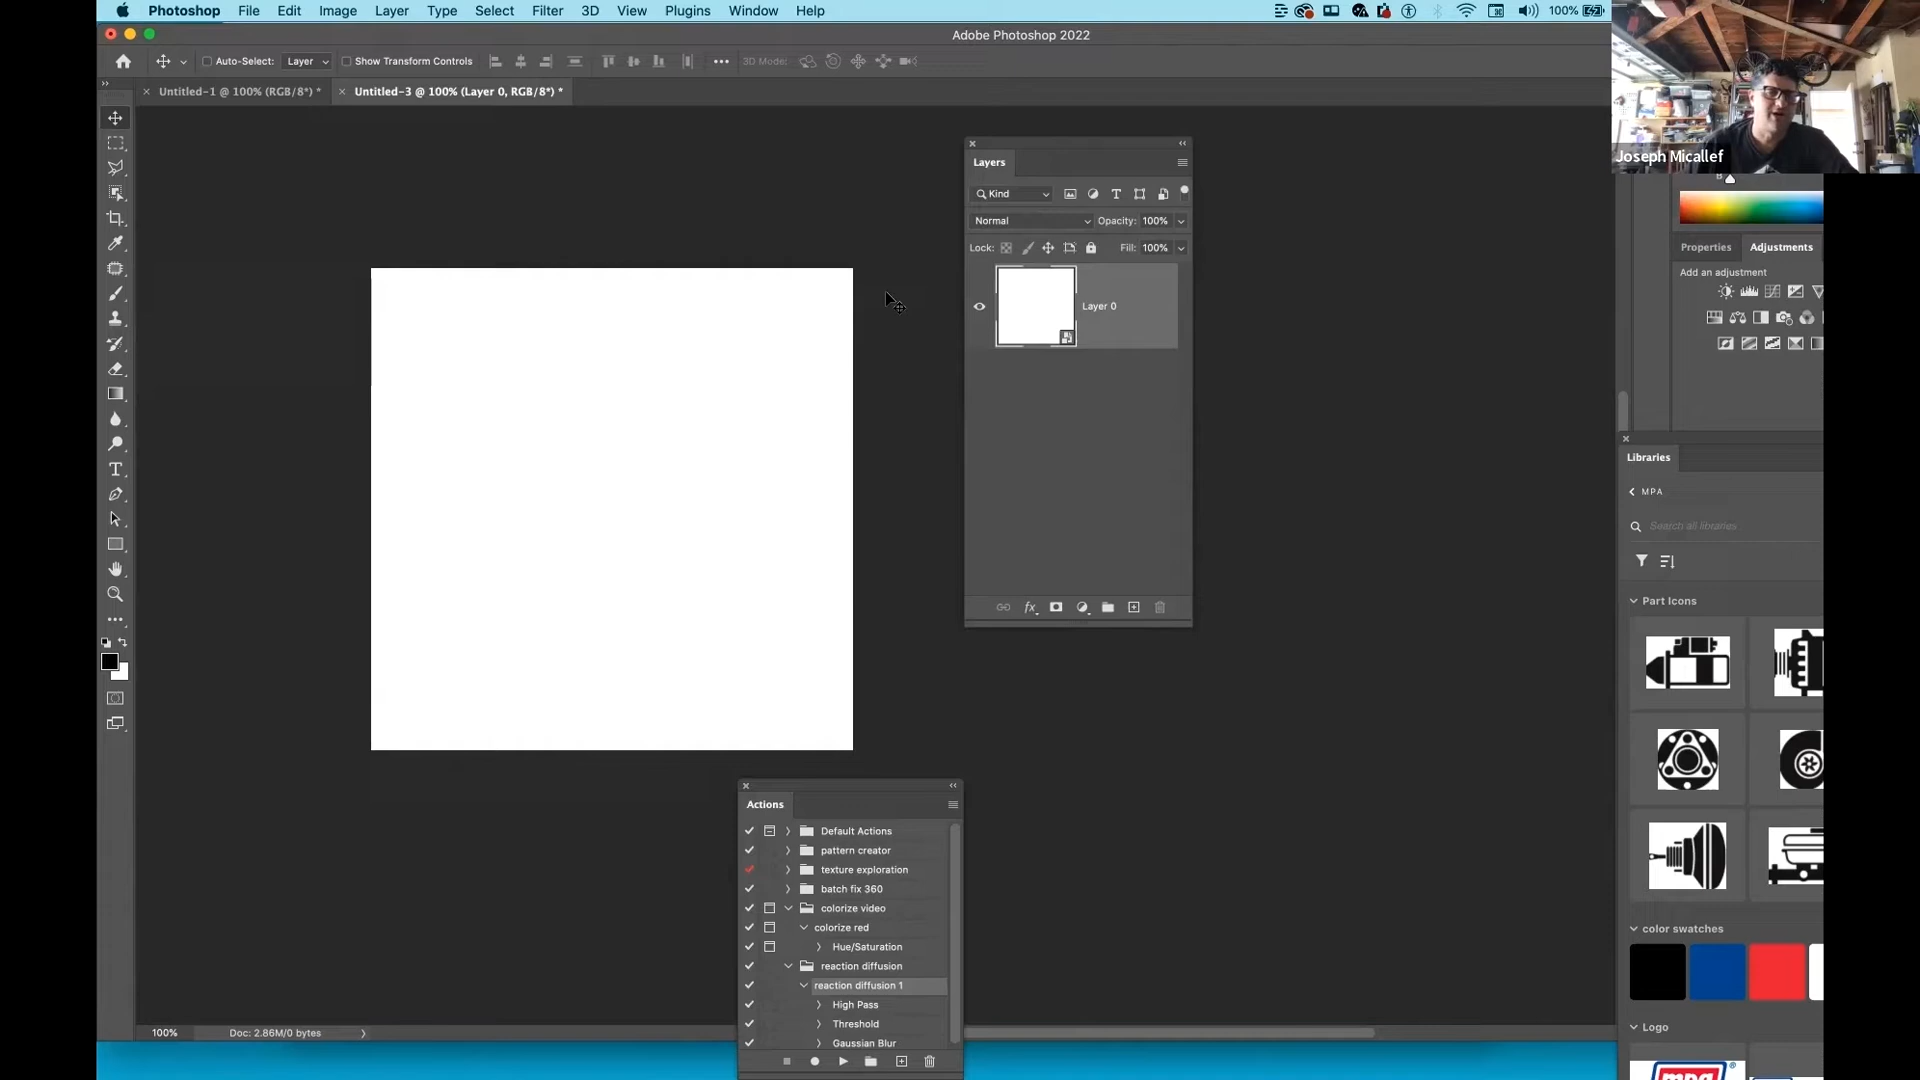 Photoshop File Edit Image Layer Type Select Filter 3D View Plugins Window Help
100%
Adobe Photoshop 2022
Auto-Select: Layer Show Transform Controls 3D Mode:
Untitled-1 @ 100% (RGB/8*) * Untitled-3 @ 100% (Layer 0, RGB/8*) *
Joseph Micallef
Layers
Kind
Normal Opacity: 100%
Lock: Fill: 100%
Layer 0
fx
B
Properties Adjustments
Add an adjustment
Libraries
MPA
Search all libraries
Part Icons
color swatches
Logo
mpa
Actions
Default Actions
pattern creator
texture exploration
batch fix 360
colorize video
colorize red
Hue/Saturation
reaction diffusion
reaction diffusion 1
High Pass
Threshold
Gaussian Blur
100% Doc: 2.86M/0 bytes